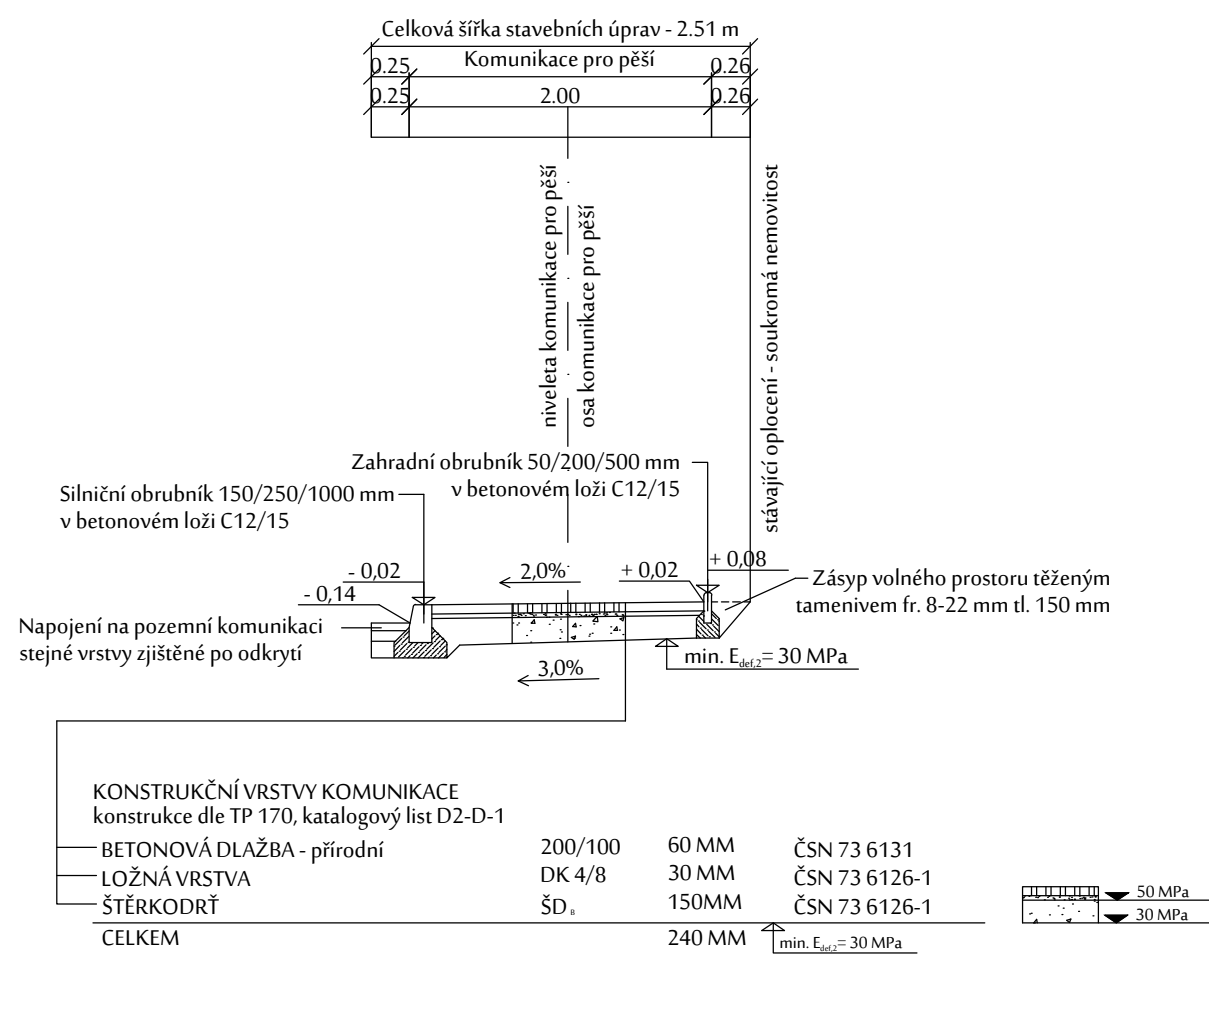 Celková šířka stavebních úprav - 2.51 m
0.25 Komunikace pro pěší 0.26
0.25 2.00 0.26
niveleta komunikace pro pěší
osa komunikace pro pěší
stávající oplocení - soukromá nemovitost
Zahradní obrubník 50/200/500 mm
v betonovém loži C12/15
Silniční obrubník 150/250/1000 mm
v betonovém loži C12/15
+ 0,08
- 0,02 2,0% + 0,02
- 0,14
Zásyp volného prostoru těženým
tamenivem fr. 8-22 mm tl. 150 mm
Napojení na pozemní komunikaci
stejné vrstvy zjištěné po odkrytí
min. Edef,2= 30 MPa
3,0%
KONSTRUKČNÍ VRSTVY KOMUNIKACE
konstrukce dle TP 170, katalogový list D2-D-1
BETONOVÁ DLAŽBA - přírodní 200/100 60 MM ČSN 73 6131
LOŽNÁ VRSTVA DK 4/8 30 MM ČSN 73 6126-1
ŠTĚRKODRŤ ŠDB 150MM ČSN 73 6126-1
CELKEM 240 MM min. Edef,2= 30 MPa
50 MPa
30 MPa